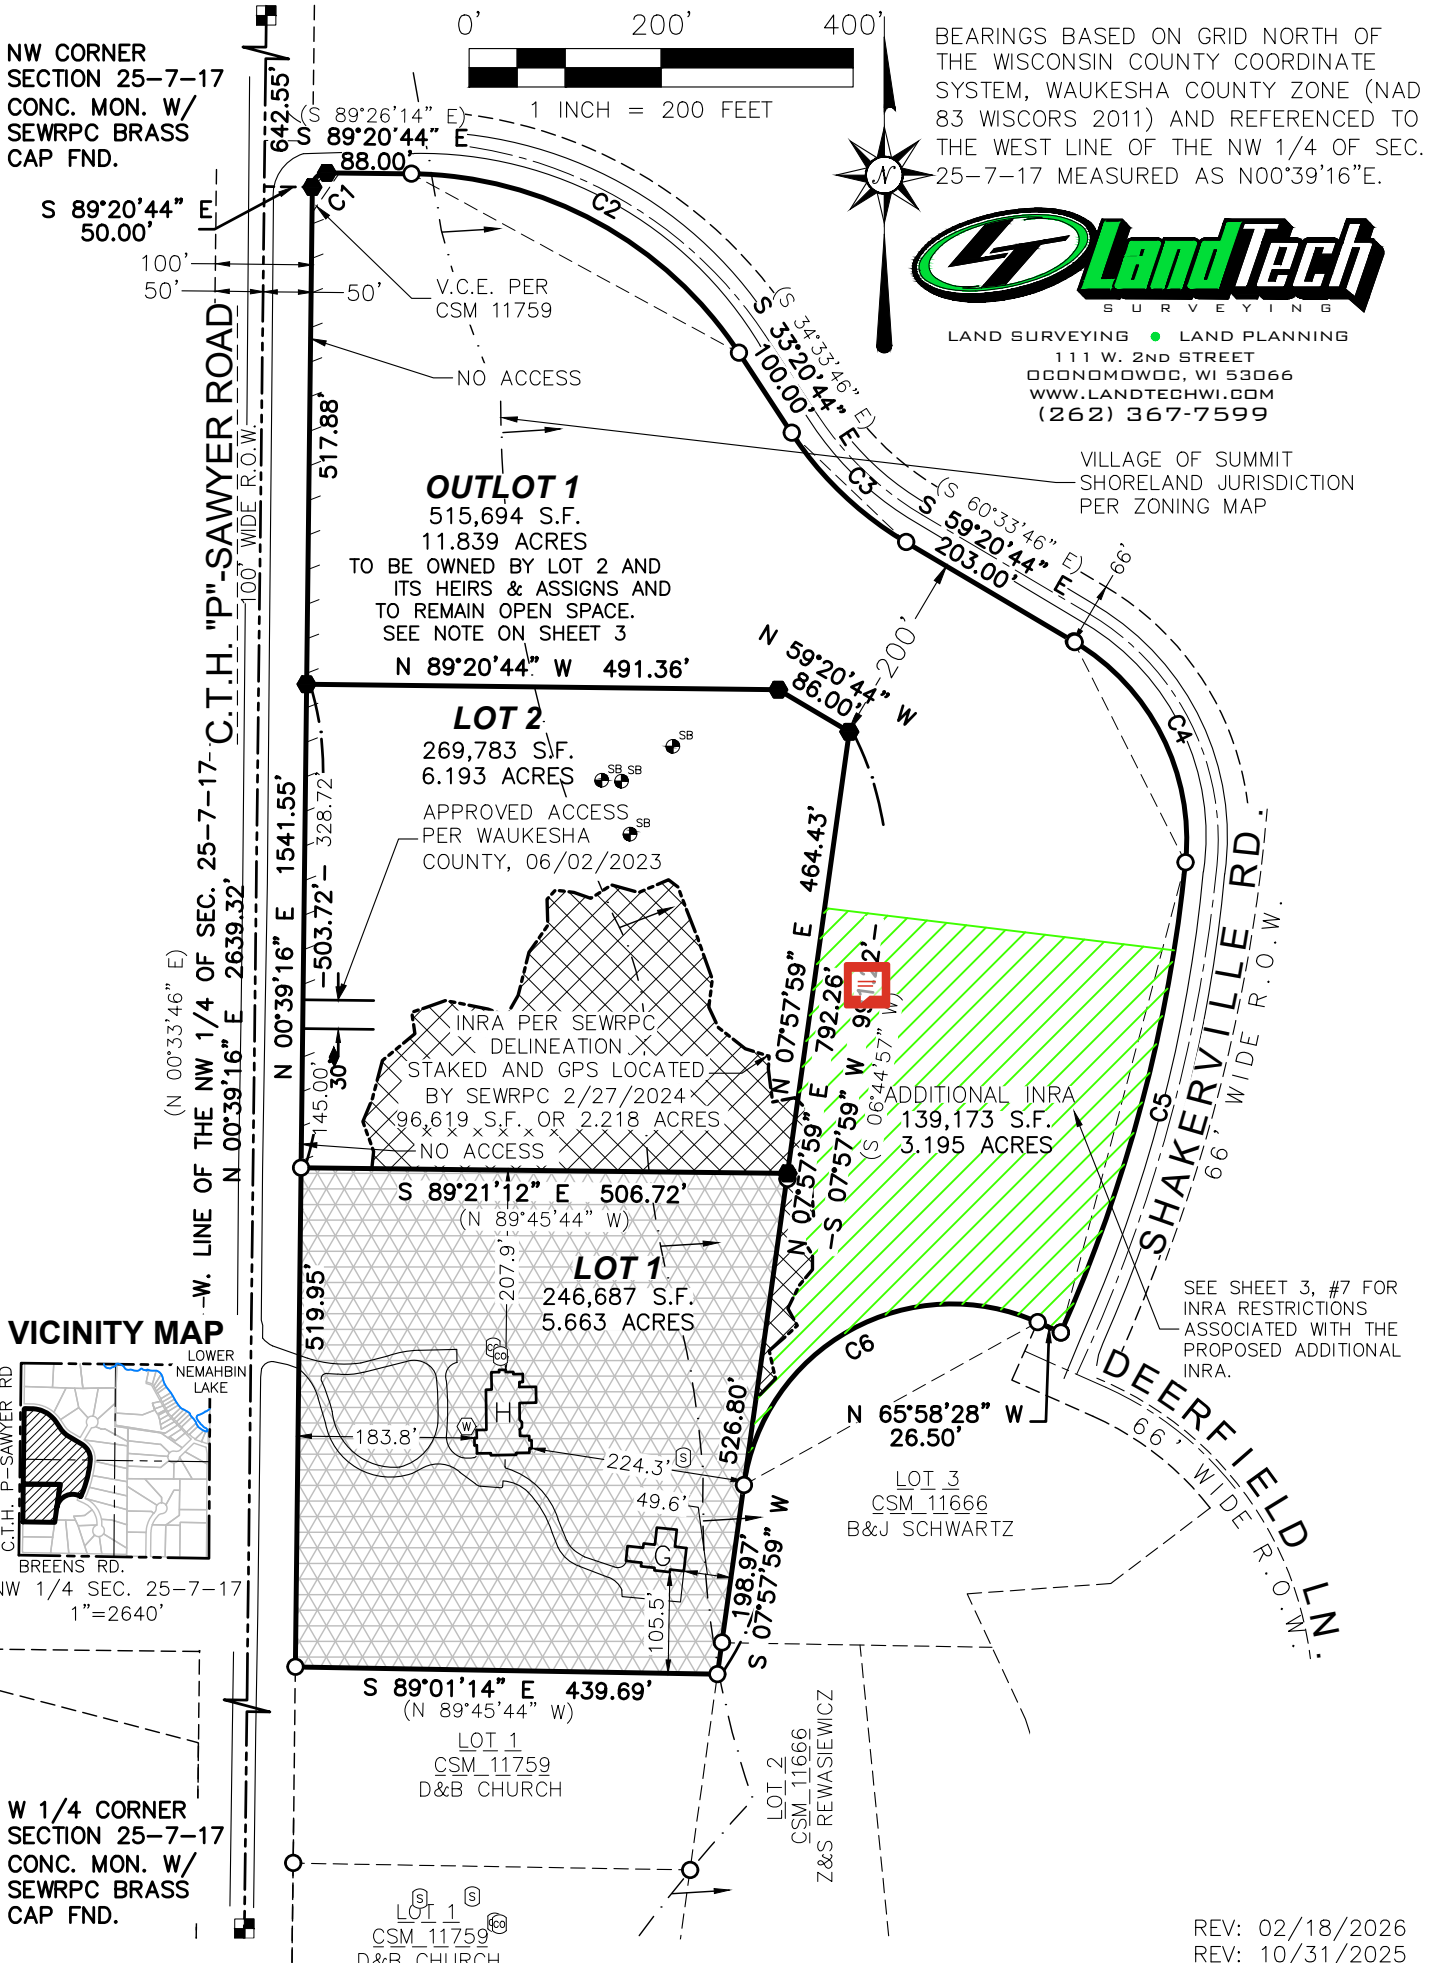 NW CORNER
SECTION 25-7-17
CONC. MON. W/
SEWRPC BRASS
CAP FND.
0'
200'
400'
1 INCH = 200 FEET
BEARINGS BASED ON GRID NORTH OF
THE WISCONSIN COUNTY COORDINATE
SYSTEM, WAUKESHA COUNTY ZONE (NAD
83 WISCORS 2011) AND REFERENCED TO
THE WEST LINE OF THE NW 1/4 OF SEC.
25-7-17 MEASURED AS N00°39'16"E.
N
LT LandTech
SURVEYING
LAND SURVEYING ● LAND PLANNING
111 W. 2ND STREET
OCONOMOWOC, WI 53066
WWW.LANDTECHWI.COM
(262) 367-7599
642.55'
(S 89°26'14" E)
S 89°20'44" E
88.00'
C1
C2
S 89°20'44" E
50.00'
100'
50'
50'
V.C.E. PER
CSM 11759
NO ACCESS
(S 34°33'46" E)
S 33°20'44" E
100.00'
C3
(S 60°33'46" E)
S 59°20'44" E
203.00'
66'
VILLAGE OF SUMMIT
SHORELAND JURISDICTION
PER ZONING MAP
C.T.H. "P"-SAWYER ROAD
100' WIDE R.O.W.
517.88'
OUTLOT 1
515,694 S.F.
11.839 ACRES
TO BE OWNED BY LOT 2 AND
ITS HEIRS & ASSIGNS AND
TO REMAIN OPEN SPACE.
SEE NOTE ON SHEET 3
N 89°20'44" W 491.36'
N 59°20'44" W
86.00'
200'
C4
LOT 2
269,783 S.F.
6.193 ACRES
SB
SB
SB
SB
APPROVED ACCESS
PER WAUKESHA
COUNTY, 06/02/2023
N 00°39'16" E 1541.55'
328.72'
503.72'
145.00'
30'
W. LINE OF THE NW 1/4 OF SEC. 25-7-17
N 00°39'16" E 2639.32'
(N 00°33'46" E)
INRA PER SEWRPC
DELINEATION
STAKED AND GPS LOCATED
BY SEWRPC 2/27/2024
96,619 S.F. OR 2.218 ACRES
NO ACCESS
N 07°57'59" E 464.43'
N 07°57'59" E 792.26'
S 07°57'59" W
(S 06°44'57" W)
ADDITIONAL INRA
139,173 S.F.
3.195 ACRES
C5
SHAKERVILLE RD.
66' WIDE R.O.W.
SEE SHEET 3, #7 FOR
INRA RESTRICTIONS
ASSOCIATED WITH THE
PROPOSED ADDITIONAL
INRA.
S 89°21'12" E 506.72'
(N 89°45'44" W)
LOT 1
246,687 S.F.
5.663 ACRES
207.9'
519.95'
CO
W
H
183.8'
224.3'
S
49.6'
G
105.5'
526.80'
C6
N 65°58'28" W
26.50'
198.97'
S 07°57'59" W
LOT 3
CSM 11666
B&J SCHWARTZ
DEERFIELD LN.
66' WIDE R.O.W.
VICINITY MAP
LOWER
NEMAHBIN
LAKE
C.T.H. P-SAWYER RD
BREENS RD.
NW 1/4 SEC. 25-7-17
1"=2640'
S 89°01'14" E 439.69'
(N 89°45'44" W)
LOT 1
CSM 11759
D&B CHURCH
LOT 2
CSM 11666
Z&S REWASIEWICZ
W 1/4 CORNER
SECTION 25-7-17
CONC. MON. W/
SEWRPC BRASS
CAP FND.
S
S
CO
LOT 1
CSM 11759
D&B CHURCH
REV: 02/18/2026
REV: 10/31/2025